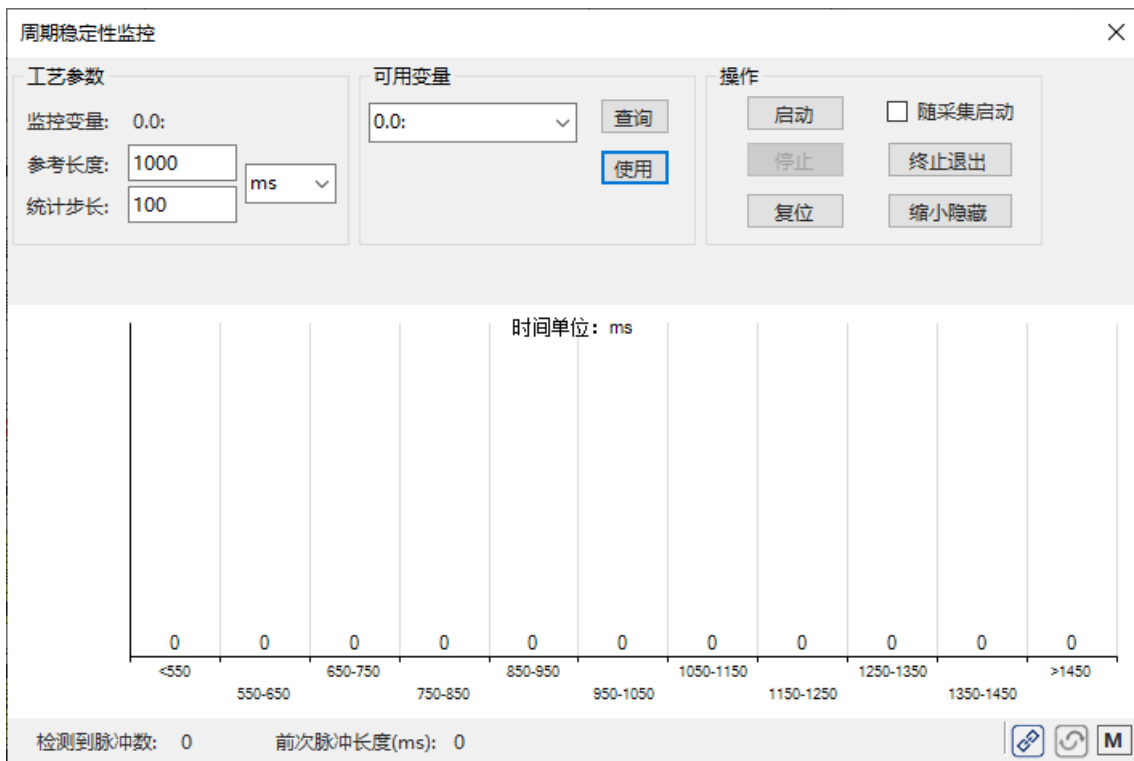 周期稳定性监控
工艺参数
监控变量: 0.0:
参考长度: 1000
ms
统计步长: 100
可用变量
0.0:
查询
使用
操作
启动
随采集启动
停止
终止退出
复位
缩小隐藏
时间单位：ms
0 0 0 0 0 0 0 0 0 0 0
<550 550-650 650-750 750-850 850-950 950-1050 1050-1150 1150-1250 1250-1350 1350-1450 >1450
检测到脉冲数: 0 前次脉冲长度(ms): 0
M